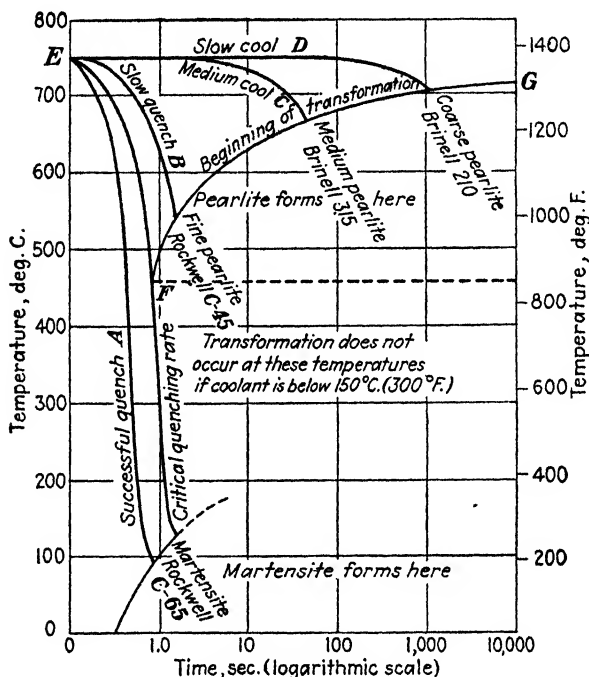 800
700
600
500
400
300
200
100
0
Temperature, deg. C.
1400
1200
1000
800
600
400
200
Temperature, deg. F.
E
Slow cool D
G
Slow quench B
Medium cool C
Beginning of transformation
Coarse pearlite
Brinell 210
Medium pearlite
Brinell 315
Pearlite forms here
Fine pearlite
Rockwell C-45
F
Transformation does not
occur at these temperatures
if coolant is below 150°C.(300°F.)
Successful quench A
Critical quenching rate
Martensite
Rockwell
C-65
Martensite forms here
0
1.0
10
100
1,000
10,000
Time, sec. (logarithmic scale)